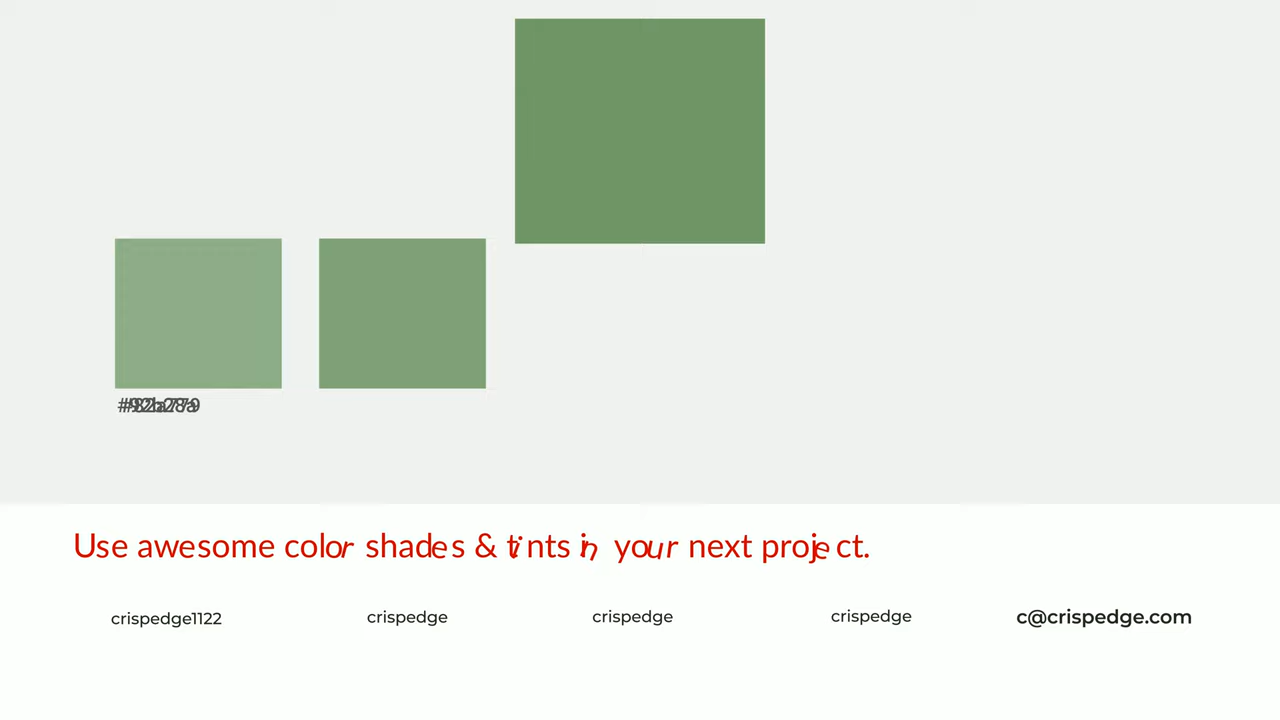 Use awesome color shades & tints in your next project.
crispedge1122 crispedge crispedge crispedge c@crispedge.com